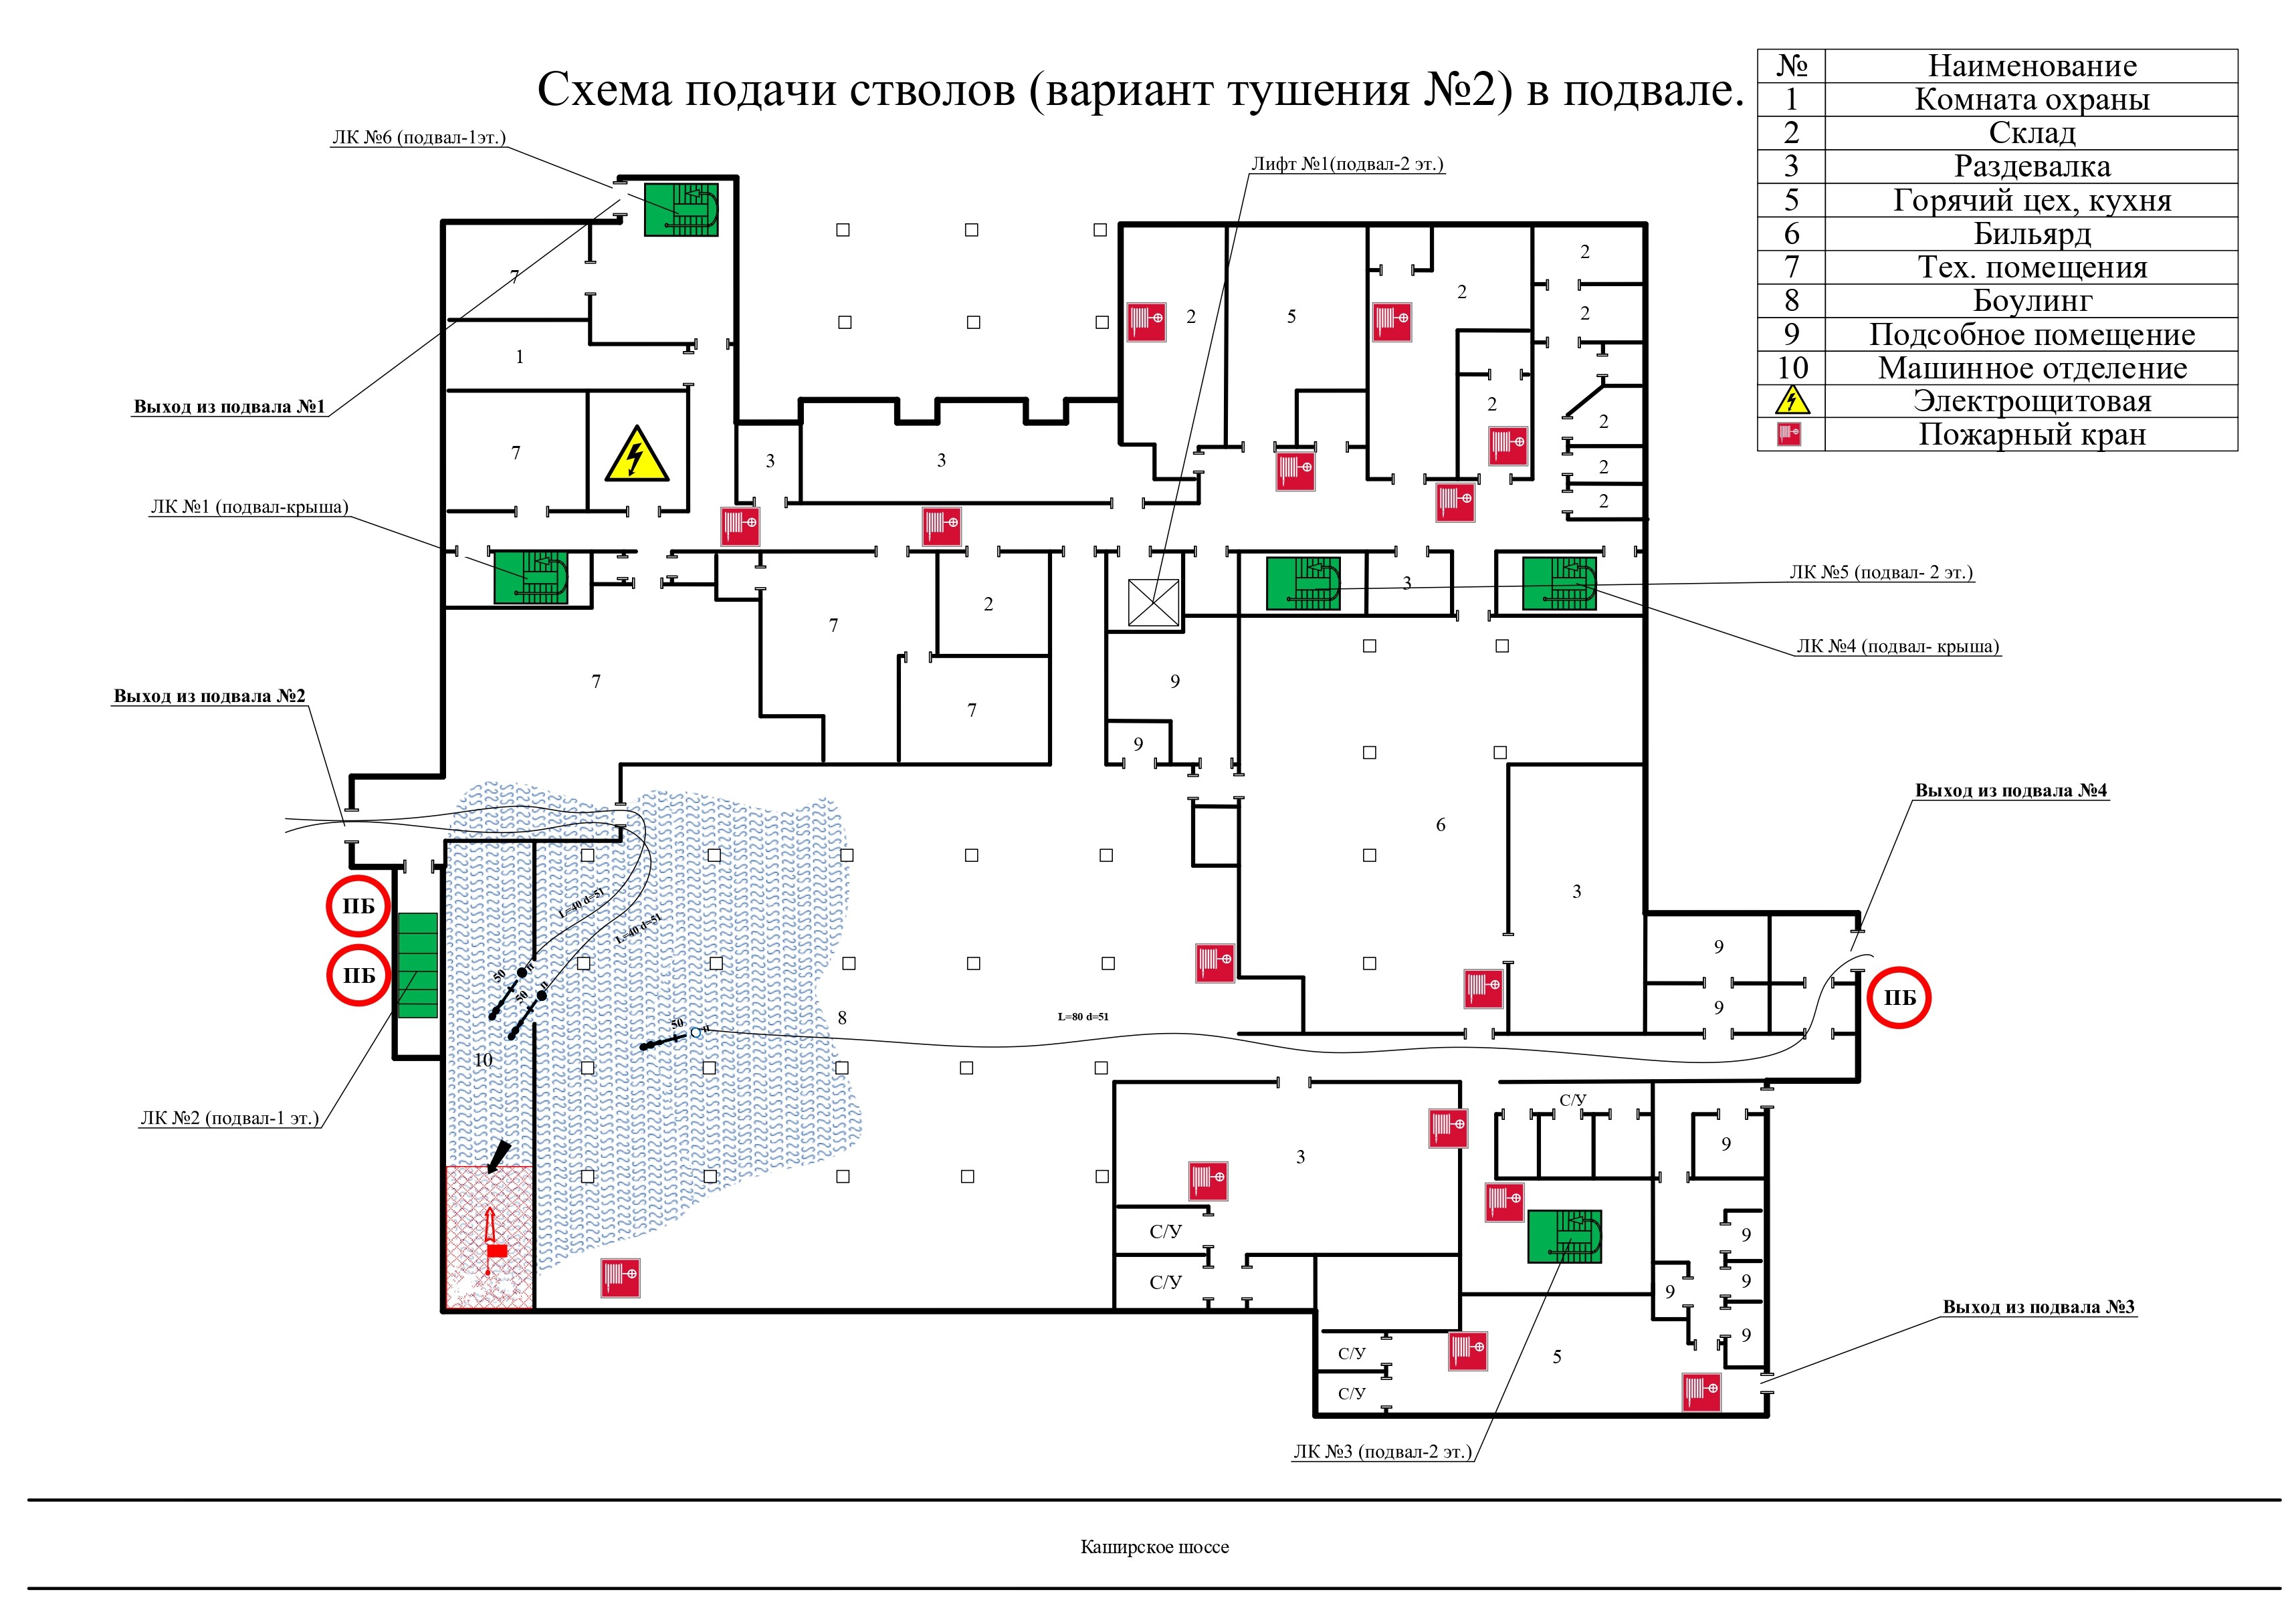 Схема подачи стволов (вариант тушения №2) в подвале.
№ Наименование
1 Комната охраны
2 Склад
3 Раздевалка
5 Горячий цех, кухня
6 Бильярд
7 Тех. помещения
8 Боулинг
9 Подсобное помещение
10 Машинное отделение
Электрощитовая
Пожарный кран
ЛК №6 (подвал-1эт.)
Лифт №1(подвал-2 эт.)
2
7
2
2
5
2
1
Выход из подвала №1
2
2
7
3
3
2
2
ЛК №1 (подвал-крыша)
ЛК №5 (подвал- 2 эт.)
3
2
7
ЛК №4 (подвал- крыша)
7
9
Выход из подвала №2
7
9
Выход из подвала №4
6
3
L=40 d=51
ПБ
L=40 d=51
9
ПБ
50
п
50
п
ПБ
9
8
L=80 d=51
50
п
10
С/У
ЛК №2 (подвал-1 эт.)
9
3
С/У
9
С/У
9
9
Выход из подвала №3
9
С/У
5
С/У
ЛК №3 (подвал-2 эт.)
Каширское шоссе